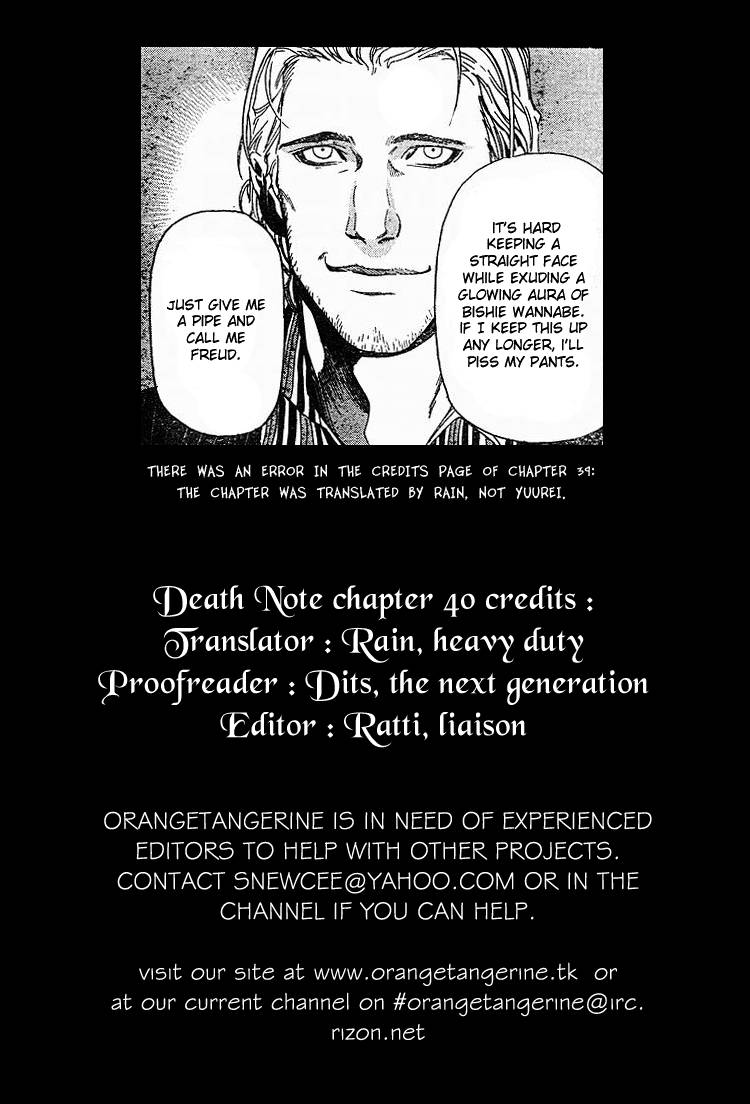 IT'S HARD
KEEPING A
STRAIGHT FACE
WHILE EXUDING A
GLOWING AURA OF
BISHIE WANNABE.
IF I KEEP THIS UP
ANY LONGER, I'LL
PISS MY PANTS.
JUST GIVE ME
A PIPE AND
CALL ME
FREUD.
THERE WAS AN ERROR IN THE CREDITS PAGE OF CHAPTER 39:
THE CHAPTER WAS TRANSLATED BY RAIN, NOT YUUREI.
Death Note chapter 40 credits :
Translator : Rain, heavy duty
Proofreader : Dits, the next generation
Editor : Ratti, liaison
ORANGETANGERINE IS IN NEED OF EXPERIENCED
EDITORS TO HELP WITH OTHER PROJECTS.
CONTACT SNEWCEE@YAHOO.COM OR IN THE
CHANNEL IF YOU CAN HELP.
visit our site at www.orangetangerine.tk or
at our current channel on #orangetangerine@irc.
rizon.net